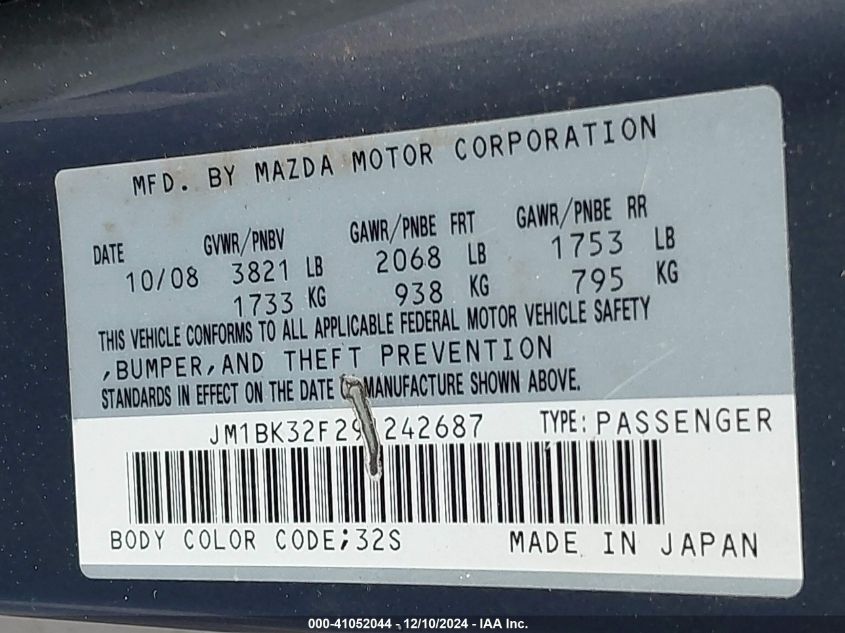 MFD. BY MAZDA MOTOR CORPORATION
DATE GVWR/PNBV GAWR/PNBE FRT GAWR/PNBE RR
10/08 3821 LB 2068 LB 1753 LB
1733 KG 938 KG 795 KG
THIS VEHICLE CONFORMS TO ALL APPLICABLE FEDERAL MOTOR VEHICLE SAFETY
,BUMPER,AND THEFT PREVENTION
STANDARDS IN EFFECT ON THE DATE MANUFACTURE SHOWN ABOVE.
JM1BK32F291242687 TYPE: PASSENGER
BODY COLOR CODE;32S MADE IN JAPAN
000-41052044 - 12/10/2024 - IAA Inc.